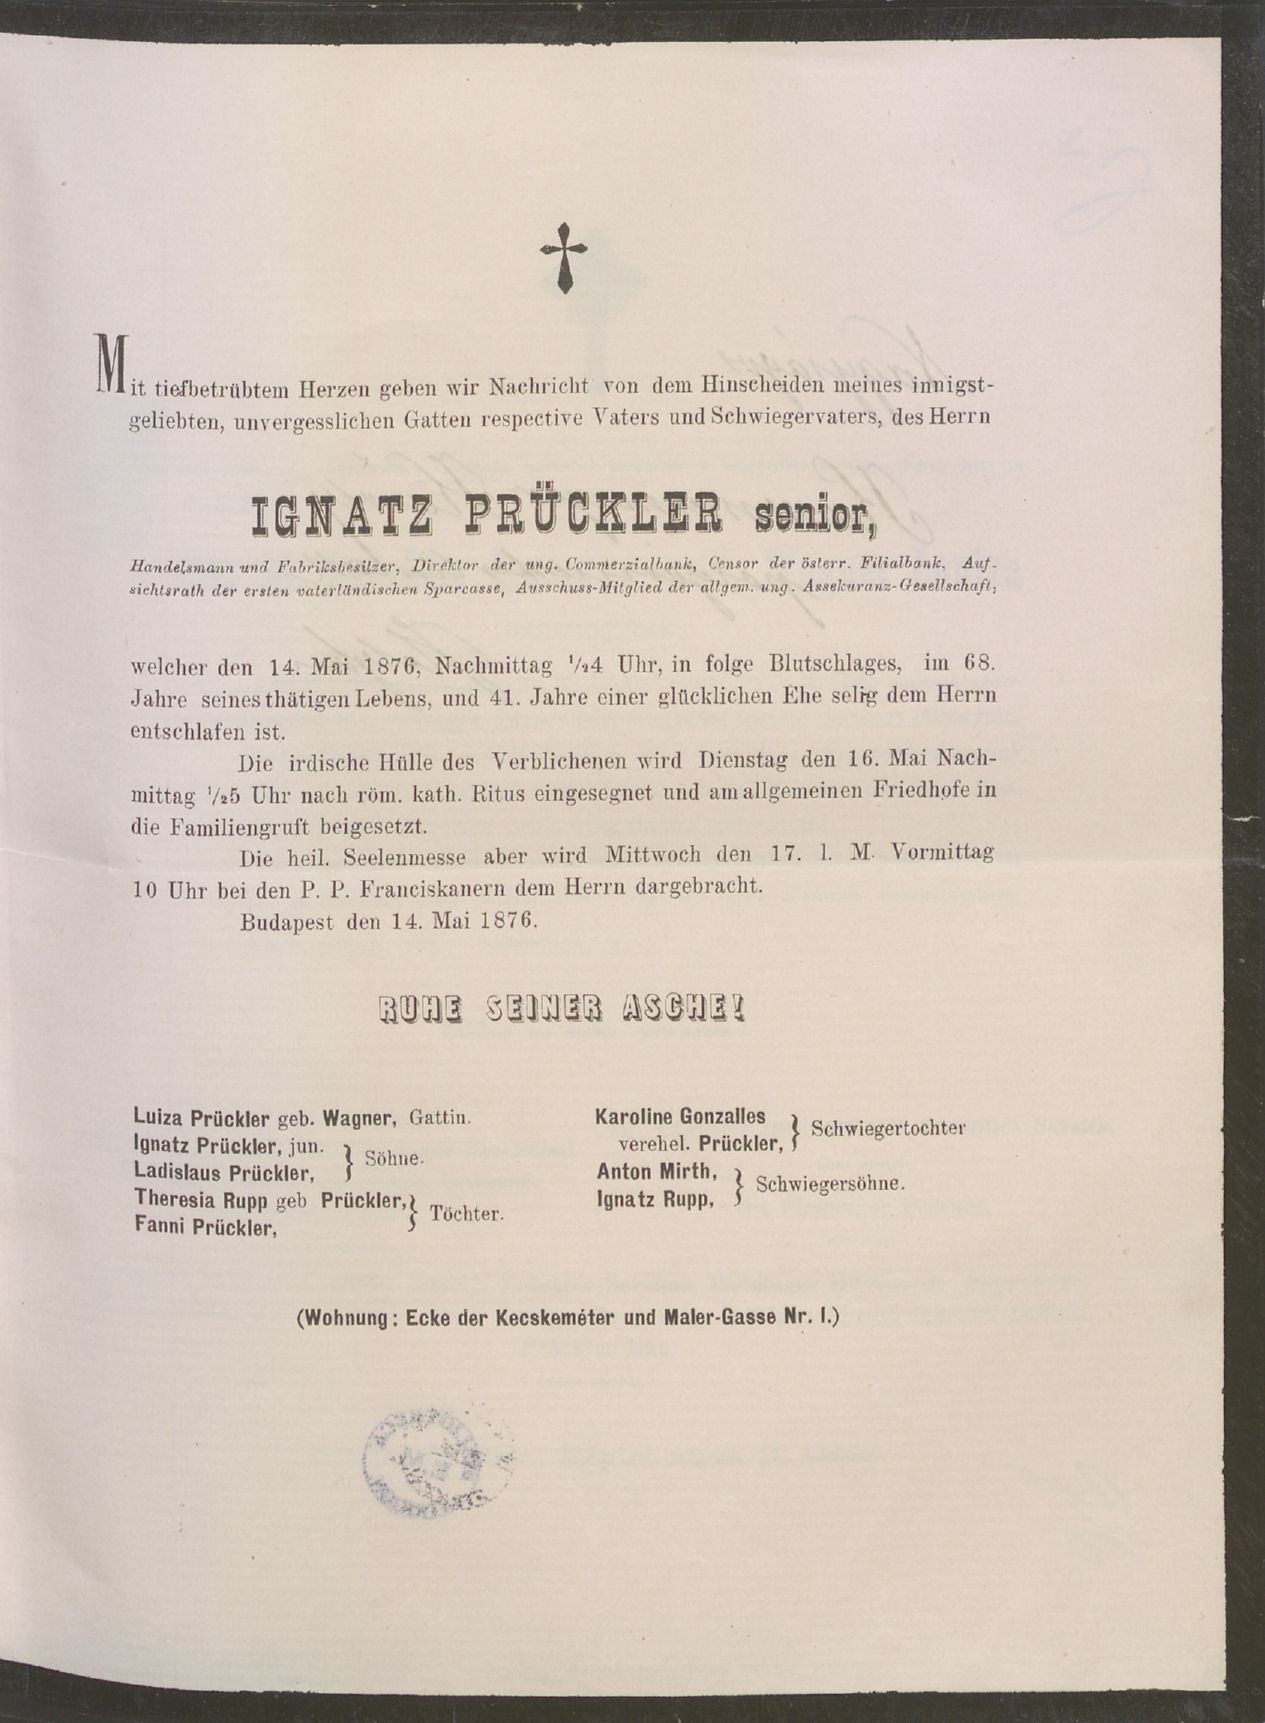 Mit tiefbetrübtem Herzen geben wir Nachricht von dem Hinscheiden meines innigst-
geliebten, unvergesslichen Gatten respective Vaters und Schwiegervaters, des Herrn
IGNATZ PRÜCKLER senior,
Handelsmann und Fabriksbesitzer, Direktor der ung. Commerzialbank, Censor der österr. Filialbank, Auf-
sichtsrath der ersten vaterländischen Sparcasse, Ausschuss-Mitglied der allgem. ung. Assekuranz-Gesellschaft,
welcher den 14. Mai 1876, Nachmittag 1/24 Uhr, in folge Blutschlages, im 68.
Jahre seines thätigen Lebens, und 41. Jahre einer glücklichen Ehe selig dem Herrn
entschlafen ist.
Die irdische Hülle des Verblichenen wird Dienstag den 16. Mai Nach-
mittag 1/25 Uhr nach röm. kath. Ritus eingesegnet und am allgemeinen Friedhofe in
die Familiengruft beigesetzt.
Die heil. Seelenmesse aber wird Mittwoch den 17. l. M. Vormittag
10 Uhr bei den P. P. Franciskanern dem Herrn dargebracht.
Budapest den 14. Mai 1876.
RUHE SEINER ASCHE!
Luiza Prückler geb. Wagner, Gattin.
Ignatz Prückler, jun.
Ladislaus Prückler, } Söhne.
Theresia Rupp geb Prückler,
Fanni Prückler, } Töchter.
Karoline Gonzalles
verehel. Prückler, } Schwiegertochter
Anton Mirth,
Ignatz Rupp, } Schwiegersöhne.
(Wohnung: Ecke der Kecskeméter und Maler-Gasse Nr. I.)